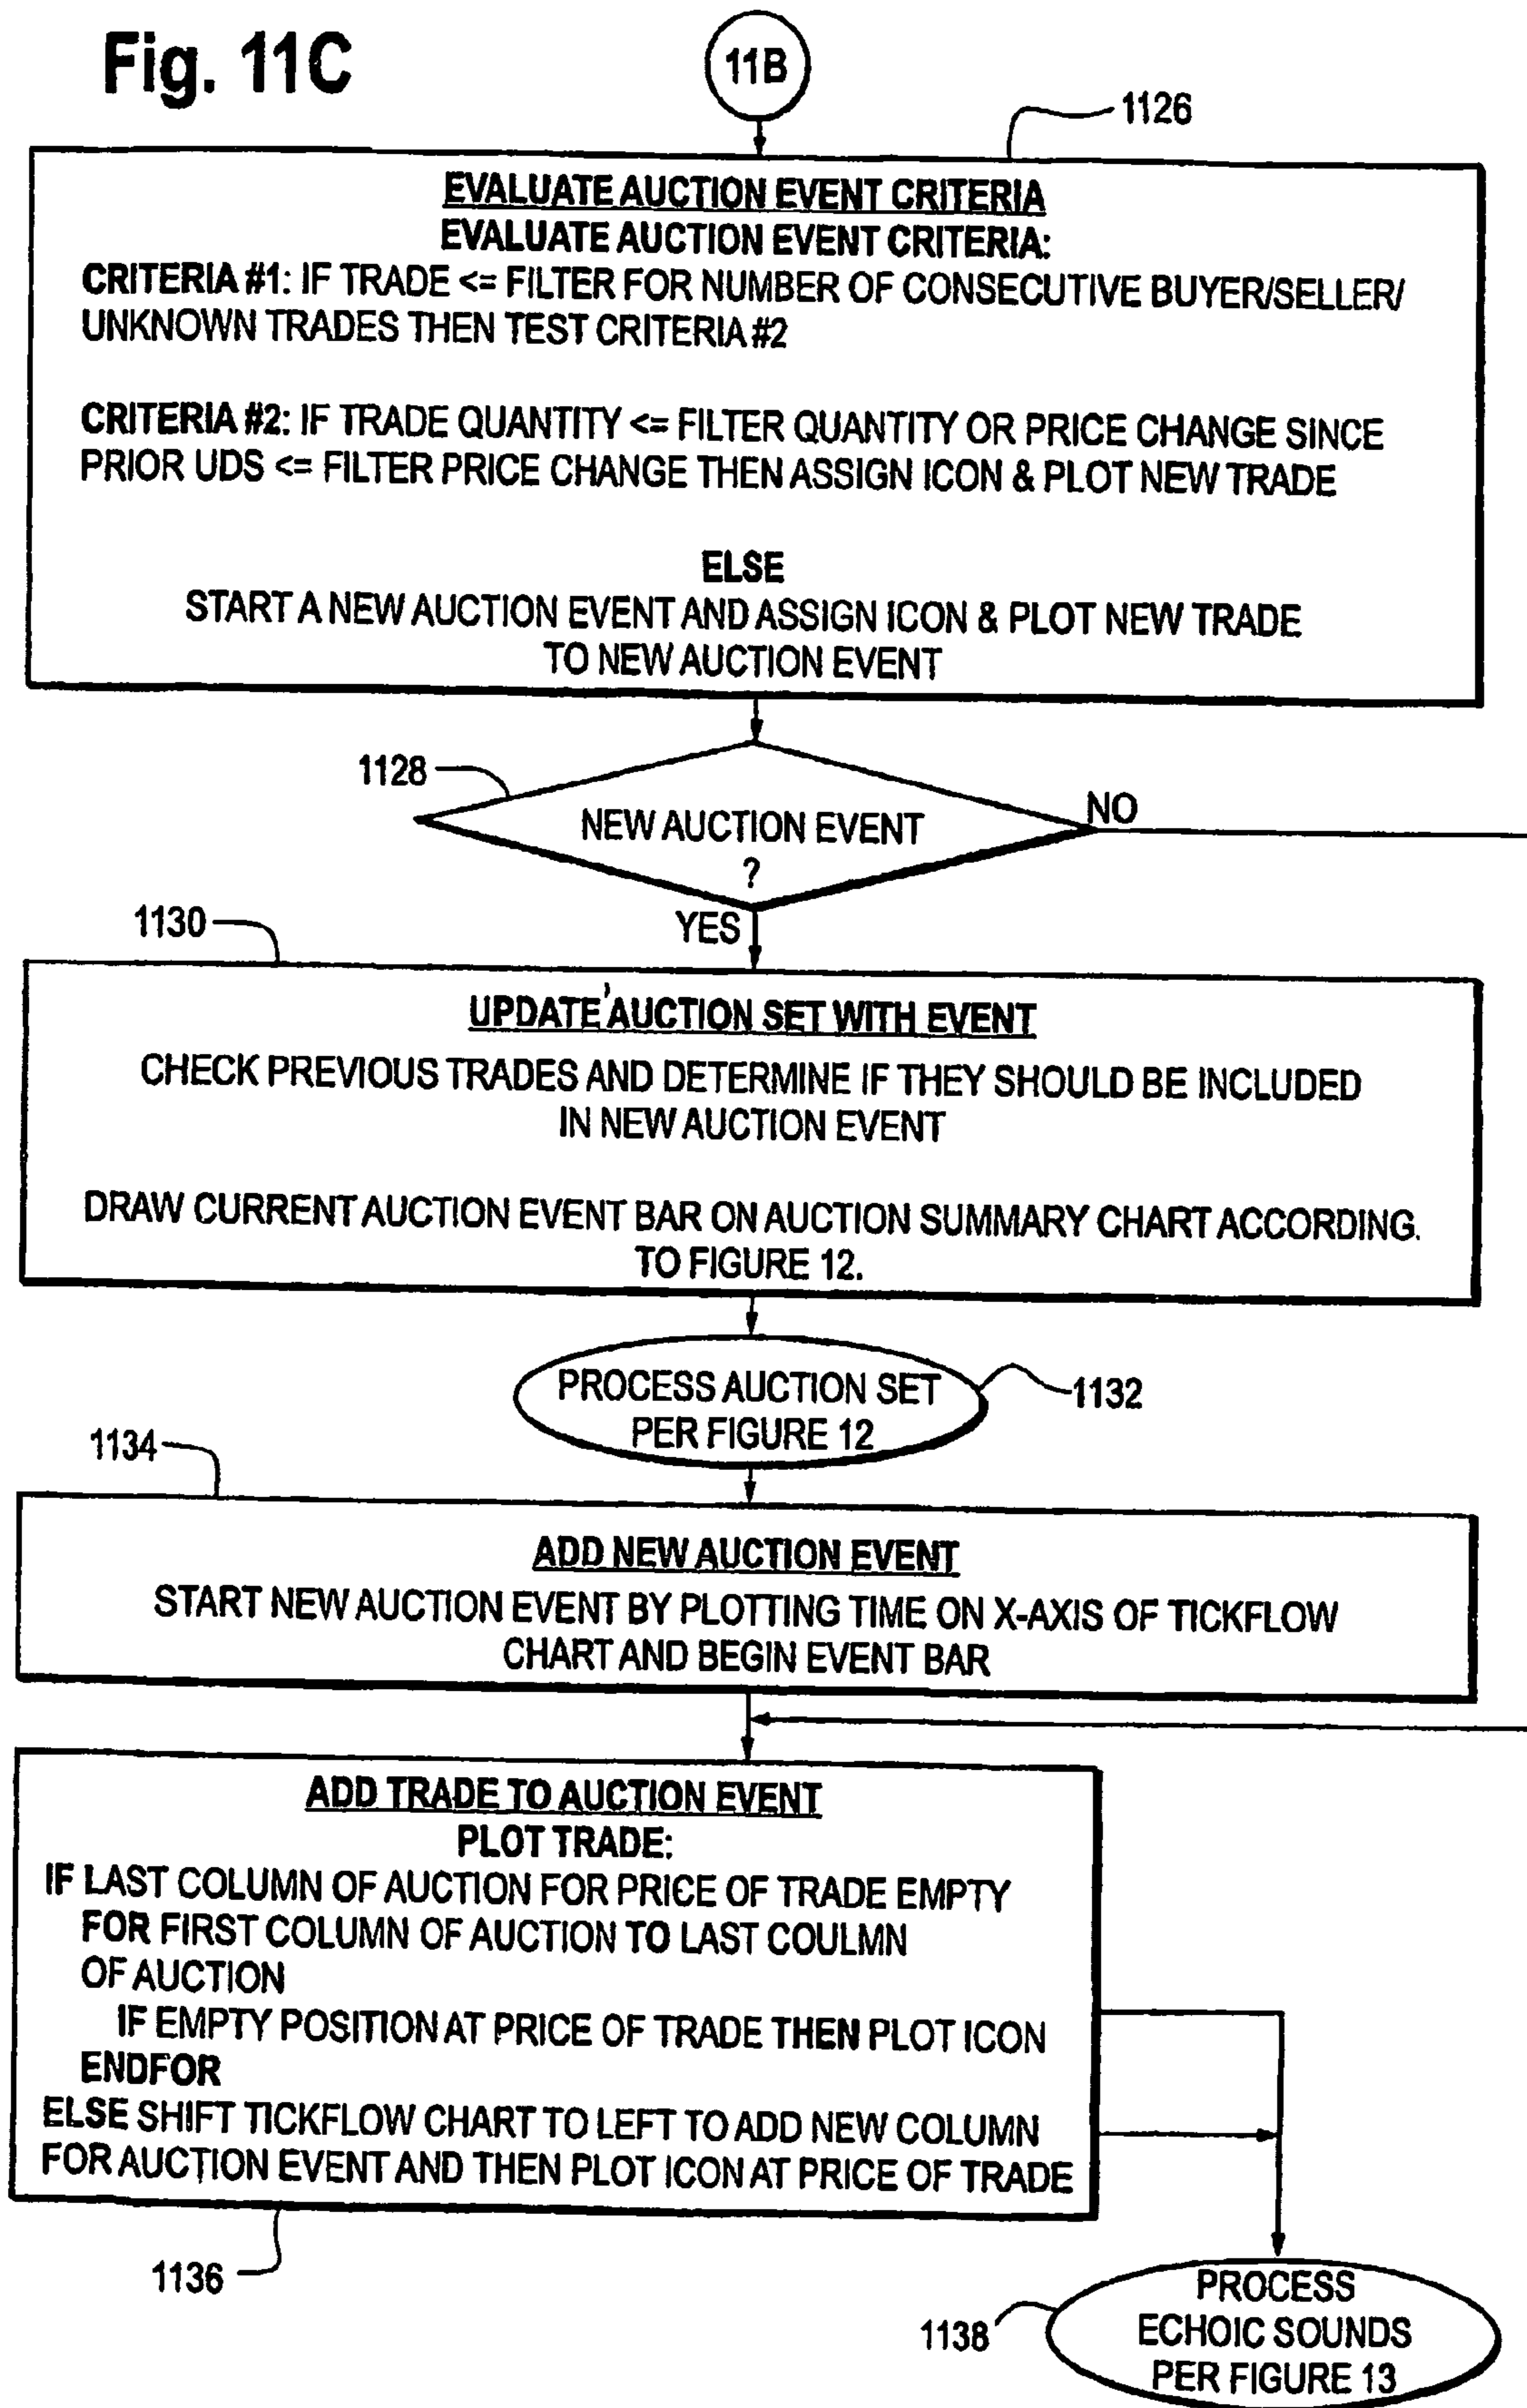 Fig. 11C
11B
1126
EVALUATE AUCTION EVENT CRITERIA
EVALUATE AUCTION EVENT CRITERIA:
CRITERIA #1: IF TRADE <= FILTER FOR NUMBER OF CONSECUTIVE BUYER/SELLER/
UNKNOWN TRADES THEN TEST CRITERIA #2
CRITERIA #2: IF TRADE QUANTITY <= FILTER QUANTITY OR PRICE CHANGE SINCE
PRIOR UDS <= FILTER PRICE CHANGE THEN ASSIGN ICON & PLOT NEW TRADE
ELSE
START A NEW AUCTION EVENT AND ASSIGN ICON & PLOT NEW TRADE
TO NEW AUCTION EVENT
1128
NEW AUCTION EVENT
?
NO
YES
1130
UPDATE AUCTION SET WITH EVENT
CHECK PREVIOUS TRADES AND DETERMINE IF THEY SHOULD BE INCLUDED
IN NEW AUCTION EVENT
DRAW CURRENT AUCTION EVENT BAR ON AUCTION SUMMARY CHART ACCORDING.
TO FIGURE 12.
PROCESS AUCTION SET
PER FIGURE 12
1132
1134
ADD NEW AUCTION EVENT
START NEW AUCTION EVENT BY PLOTTING TIME ON X-AXIS OF TICKFLOW
CHART AND BEGIN EVENT BAR
ADD TRADE TO AUCTION EVENT
PLOT TRADE:
IF LAST COLUMN OF AUCTION FOR PRICE OF TRADE EMPTY
FOR FIRST COLUMN OF AUCTION TO LAST COULMN
OF AUCTION
IF EMPTY POSITION AT PRICE OF TRADE THEN PLOT ICON
ENDFOR
ELSE SHIFT TICKFLOW CHART TO LEFT TO ADD NEW COLUMN
FOR AUCTION EVENT AND THEN PLOT ICON AT PRICE OF TRADE
1136
1138
PROCESS
ECHOIC SOUNDS
PER FIGURE 13